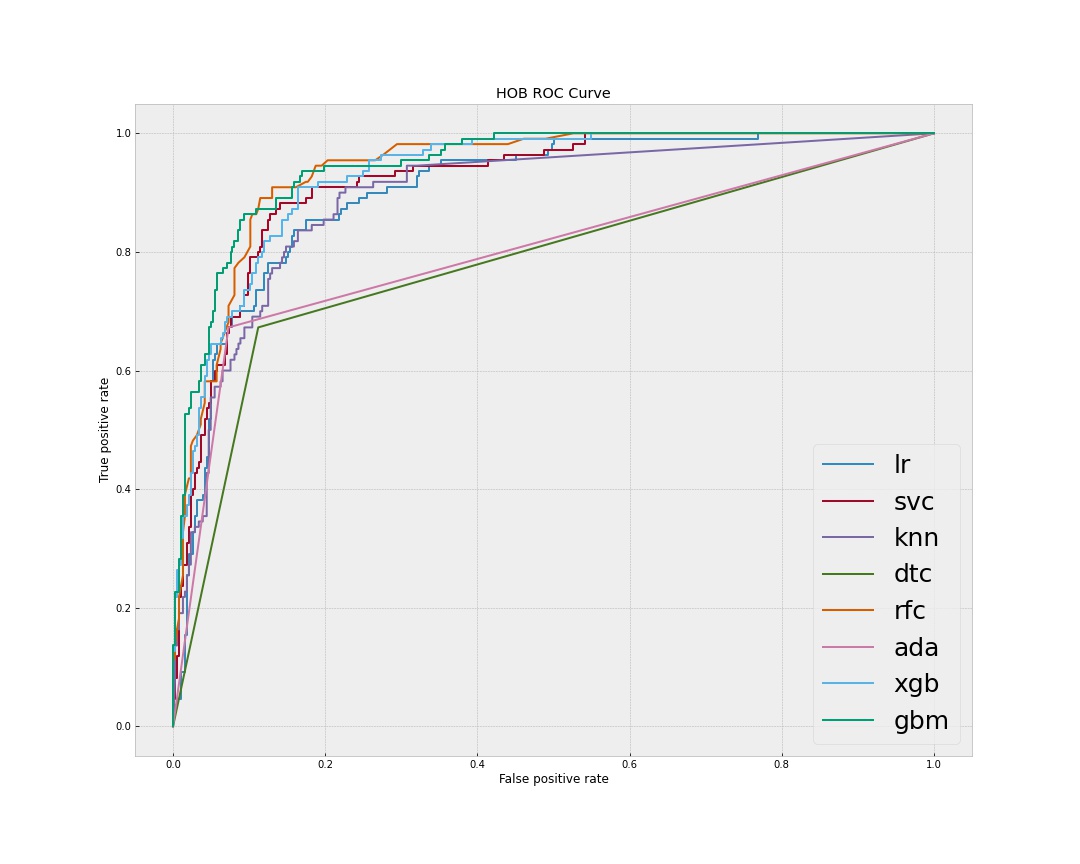 HOB ROC Curve
True positive rate
1.0
0.8
0.6
0.4
0.2
0.0
0.0 0.2 0.4 0.6 0.8 1.0
False positive rate
lr
svc
knn
dtc
rfc
ada
xgb
gbm